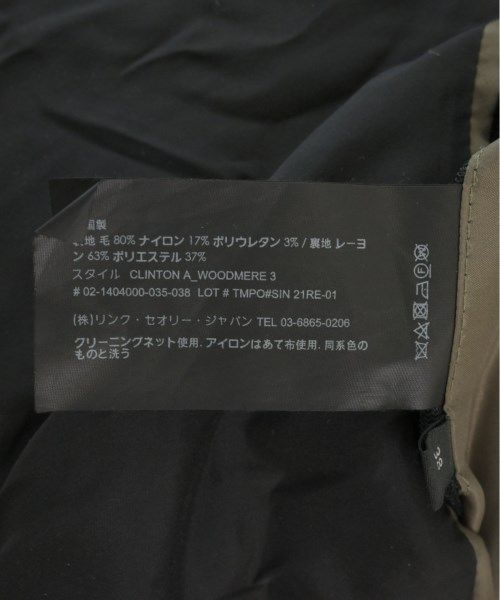 国製
地 毛 80% ナイロン 17% ポリウレタン 3% / 裏地 レーヨ
ン 63% ポリエステル 37%
スタイル CLINTON A_WOODMERE 3
# 02-1404000-035-038 LOT # TMPO#SIN 21RE-01
(株)リンク・セオリー・ジャパン TEL 03-6865-0206
クリーニングネット使用. アイロンはあて布使用. 同系色の
ものと洗う
38